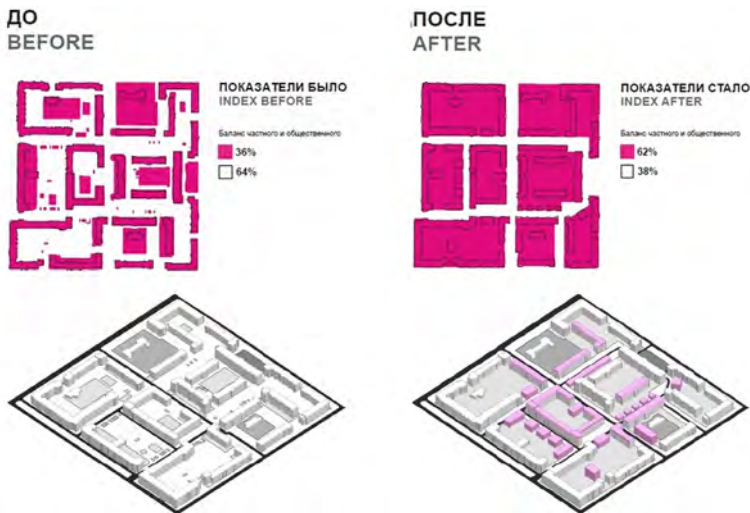 ДО
BEFORE
ПОКАЗАТЕЛИ БЫЛО
INDEX BEFORE
Баланс частного и общественного
36%
64%
ПОСЛЕ
AFTER
ПОКАЗАТЕЛИ СТАЛО
INDEX AFTER
Баланс частного и общественного
62%
38%